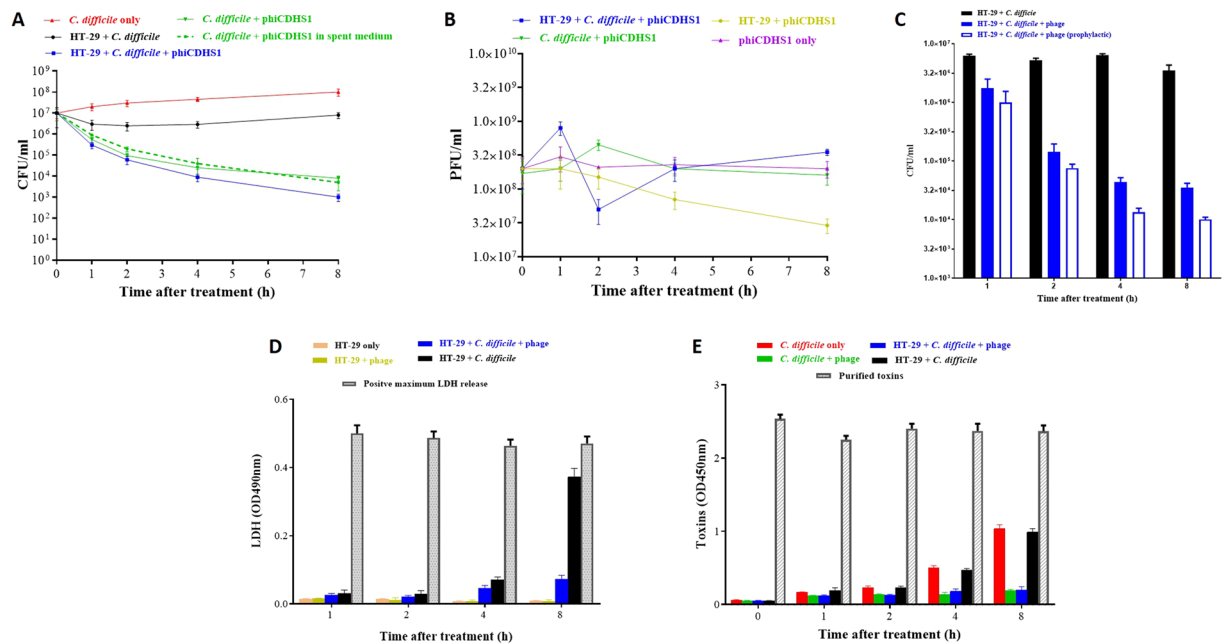 A
C. difficile only
HT-29 + C. difficile
HT-29 + C. difficile + phiCDHS1
C. difficile + phiCDHS1
C. difficile + phiCDHS1 in spent medium
CFU/ml
10⁹
10⁸
10⁷
10⁶
10⁵
10⁴
10³
10²
10¹
10⁰
0 1 2 3 4 5 6 7 8
Time after treatment (h)
B
HT-29 + C. difficile + phiCDHS1
C. difficile + phiCDHS1
HT-29 + phiCDHS1
phiCDHS1 only
PFU/ml
1.0×10¹⁰
1.0×10⁹
1.0×10⁹
3.2×10⁸
1.0×10⁸
3.2×10⁷
1.0×10⁷
0 1 2 3 4 5 6 7 8
Time after treatment (h)
C
HT-29 + C. difficie
HT-29 + C. difficile + phage
HT-29 + C. difficile + phage (prophylactic)
CFU/ml
1.0×10⁷
3.2×10⁶
1.0×10⁶
3.2×10⁵
1.0×10⁵
3.2×10⁴
1.0×10⁴
3.2×10³
1.0×10³
1 2 4 8
Time after treatment (h)
D
HT-29 only
HT-29 + phage
HT-29 + C. difficile + phage
HT-29 + C. difficile
Positve maximum LDH release
LDH (OD490nm)
0.6
0.4
0.2
0.0
1 2 4 8
Time after treatment (h)
E
C. difficile only
C. difficile + phage
HT-29 + C. difficile + phage
HT-29 + C. difficile
Purified toxins
Toxins (OD450nm)
3
2
1
0
0 1 2 4 8
Time after treatment (h)